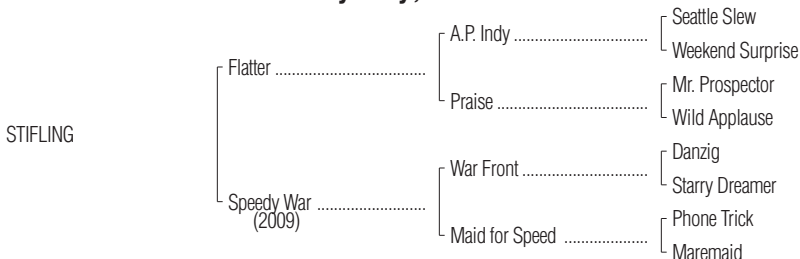 Seattle Slew
A.P. Indy
Weekend Surprise
Flatter
Mr. Prospector
Praise
Wild Applause
STIFLING
Danzig
War Front
Starry Dreamer
Speedy War
(2009)
Phone Trick
Maid for Speed
Maremaid